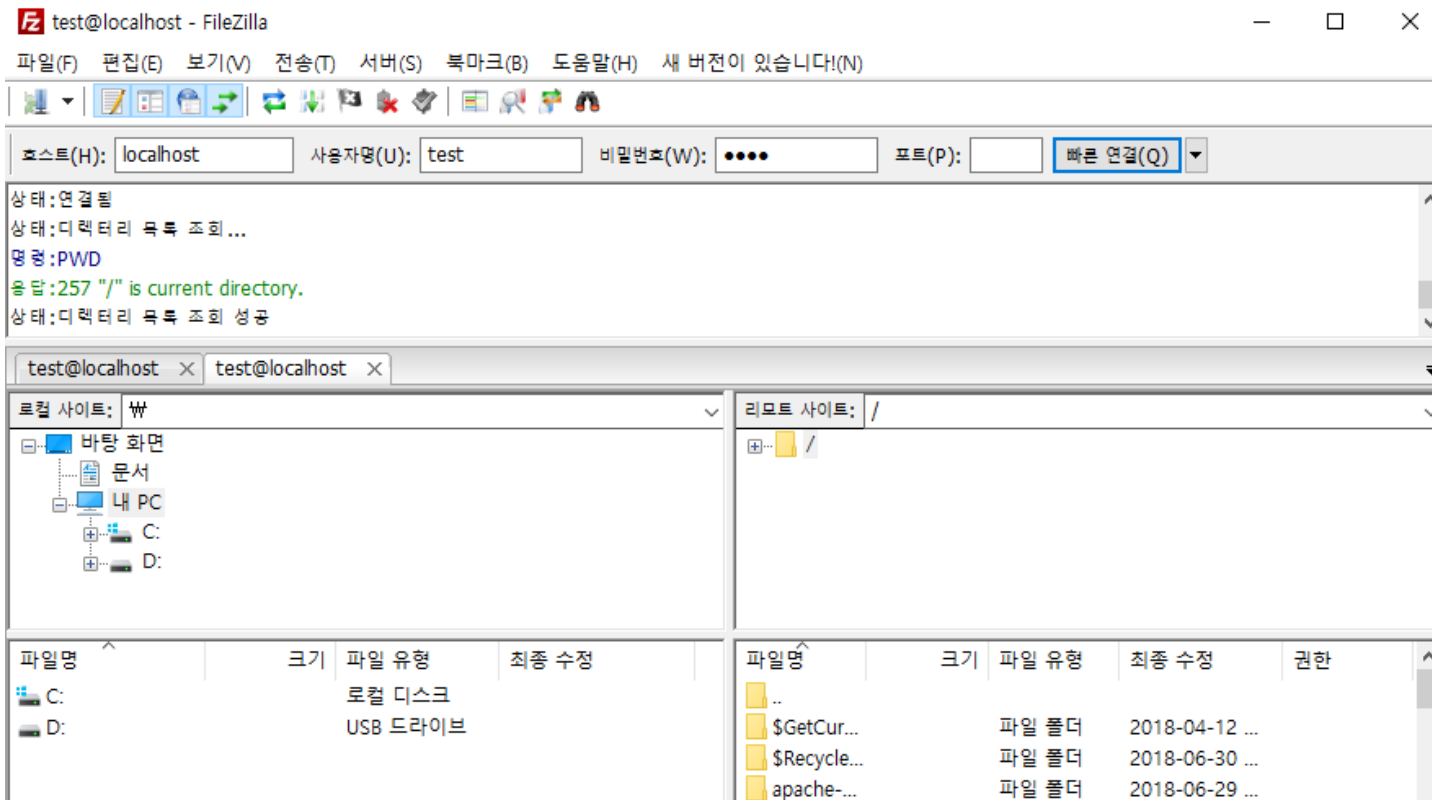 test@localhost - FileZilla
파일(F) 편집(E) 보기(V) 전송(T) 서버(S) 북마크(B) 도움말(H) 새 버전이 있습니다!(N)
호스트(H): localhost 사용자명(U): test 비밀번호(W): ●●●● 포트(P): 빠른 연결(Q)
상태:연결됨
상태:디렉터리 목록 조회...
명령:PWD
응답:257 "/" is current directory.
상태:디렉터리 목록 조회 성공
test@localhost test@localhost
로컬 사이트: ₩ 리모트 사이트: /
바탕 화면 /
문서
내 PC
C:
D:
파일명 크기 파일 유형 최종 수정 파일명 크기 파일 유형 최종 수정 권한
C: 로컬 디스크 ..
D: USB 드라이브 $GetCur... 파일 폴더 2018-04-12 ...
$Recycle... 파일 폴더 2018-06-30 ...
apache-... 파일 폴더 2018-06-29 ...